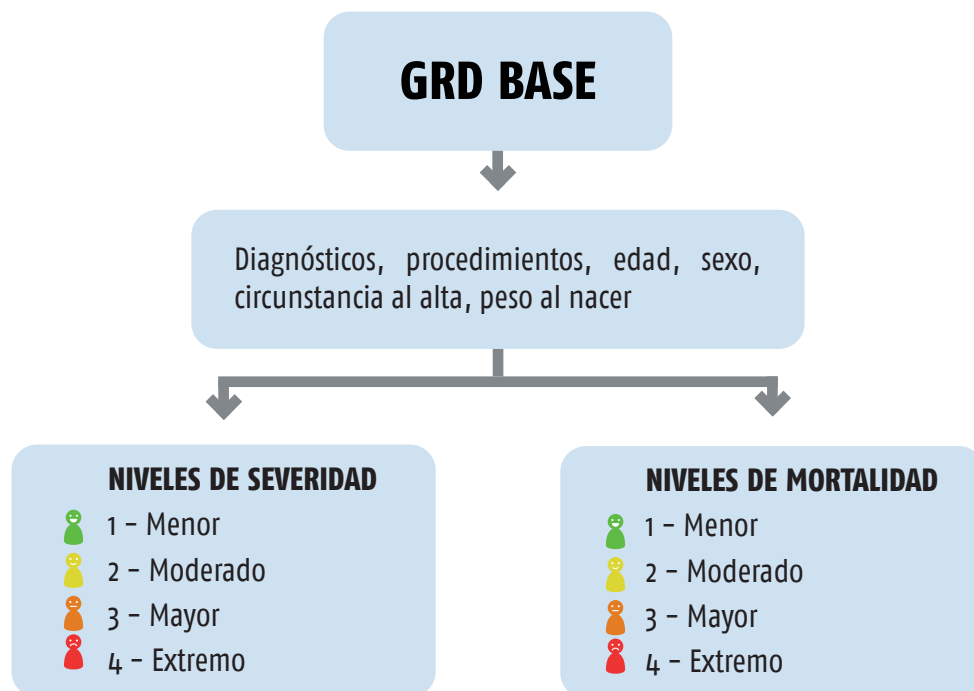 GRD BASE
Diagnósticos, procedimientos, edad, sexo,
circunstancia al alta, peso al nacer
NIVELES DE SEVERIDAD
1 – Menor
2 – Moderado
3 – Mayor
4 – Extremo
NIVELES DE MORTALIDAD
1 – Menor
2 – Moderado
3 – Mayor
4 – Extremo